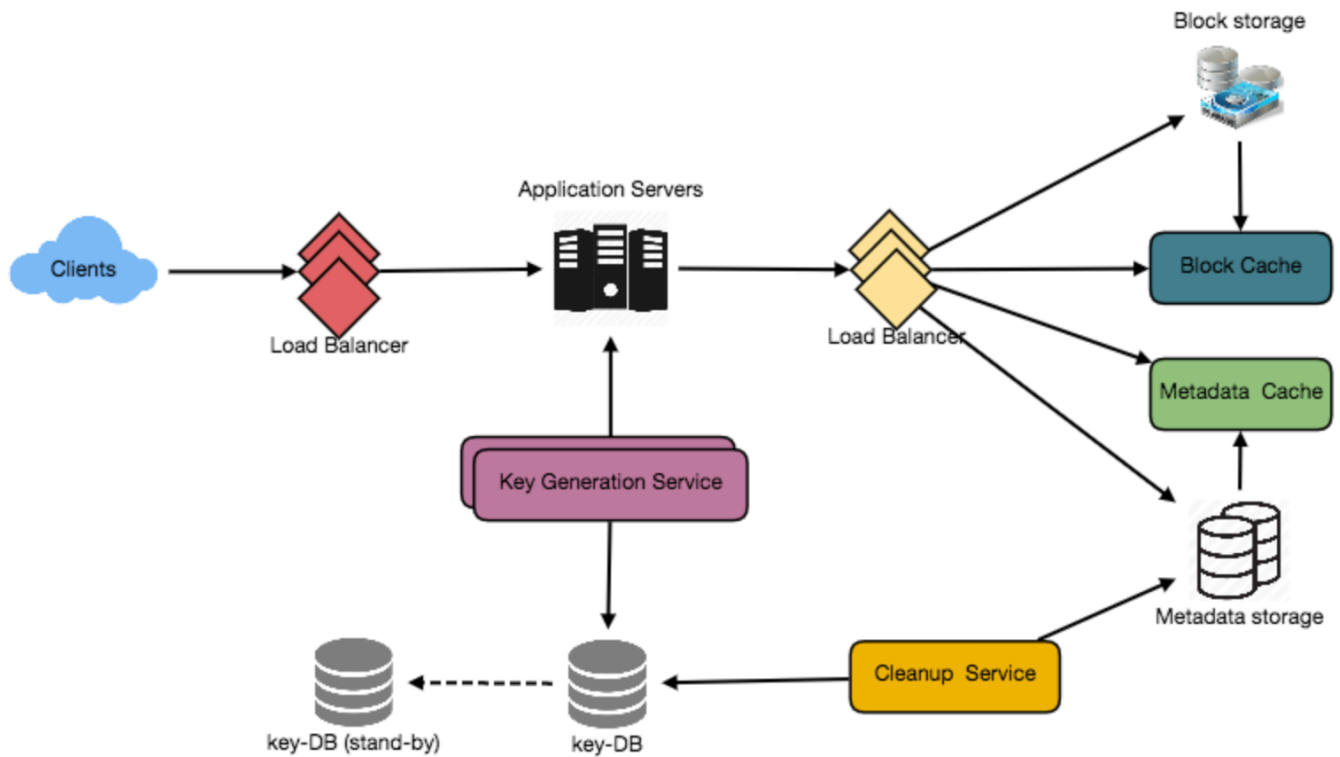 Block storage
Application Servers
Clients
Block Cache
Load Balancer
Load Balancer
Metadada  Cache
Key Generation Service
Metadata storage
Cleanup  Service
key-DB (stand-by)
key-DB